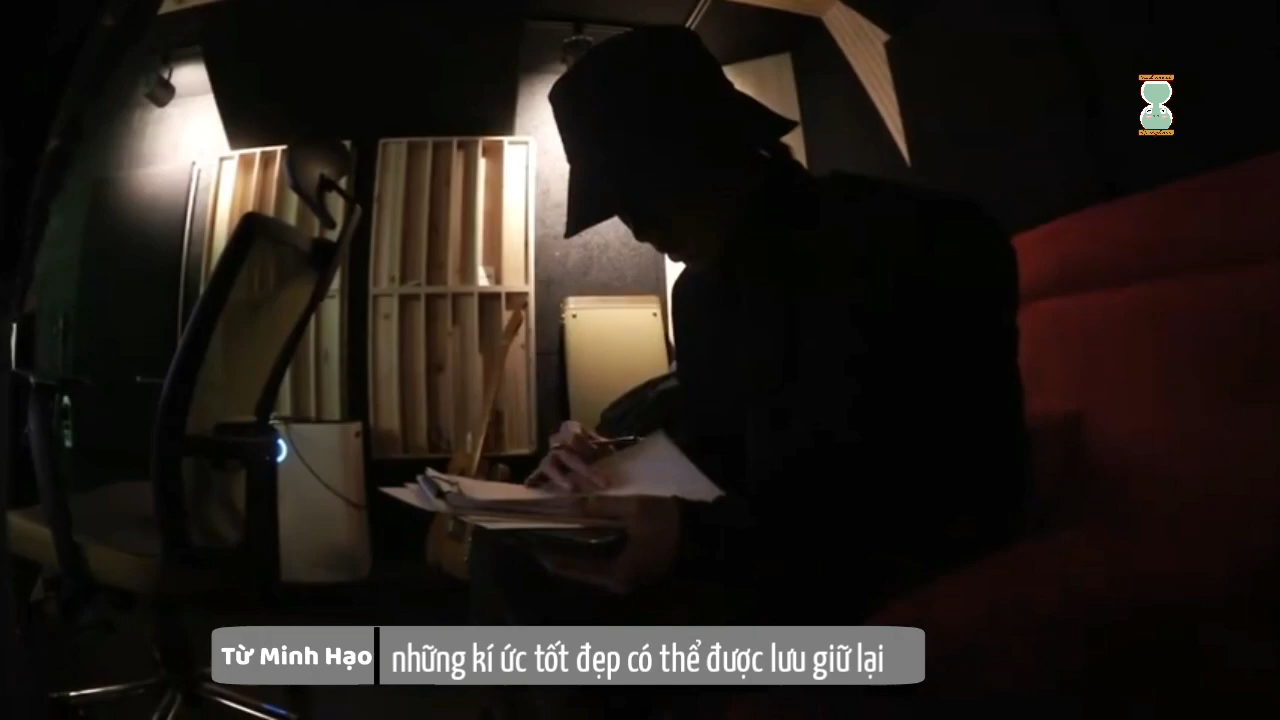 Từ Minh Hạo
những kí ức tốt đẹp có thể được lưu giữ lại